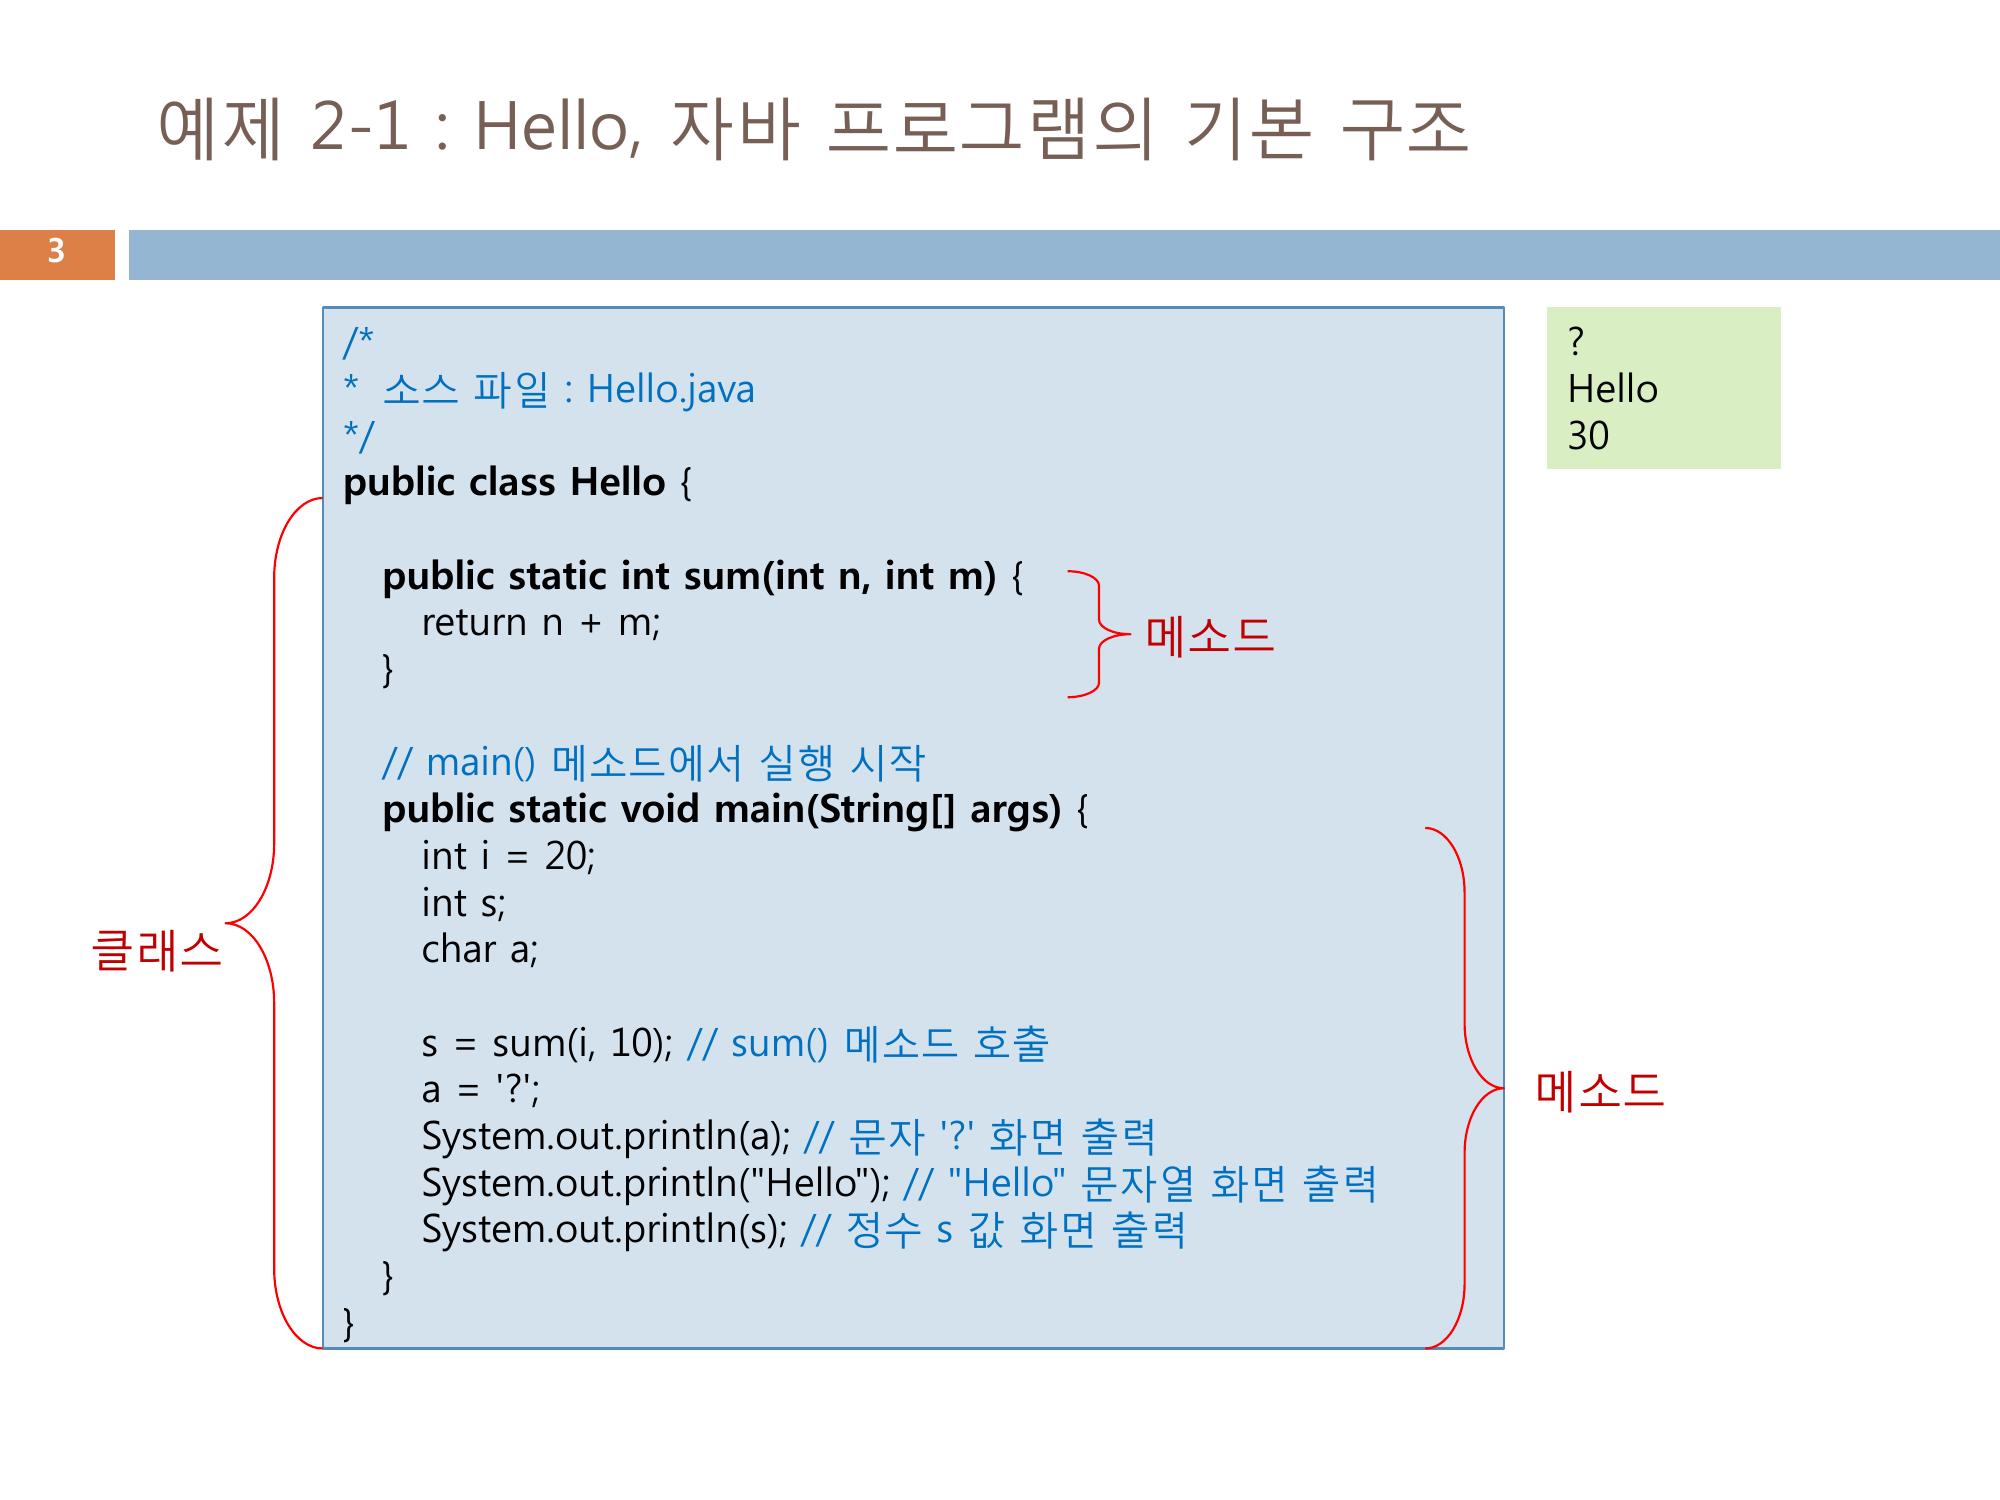 예제 2-1 : Hello, 자바 프로그램의 기본 구조
3
/*
* 소스 파일 : Hello.java
*/
public class Hello {
public static int sum(int n, int m) {
return n + m;
}
// main() 메소드에서 실행 시작
public static void main(String[] args) {
int i = 20;
int s;
char a;
s = sum(i, 10); // sum() 메소드 호출
a = '?';
System.out.println(a); // 문자 '?' 화면 출력
System.out.println("Hello"); // "Hello" 문자열 화면 출력
System.out.println(s); // 정수 s 값 화면 출력
}
}
?
Hello
30
메소드
클래스
메소드